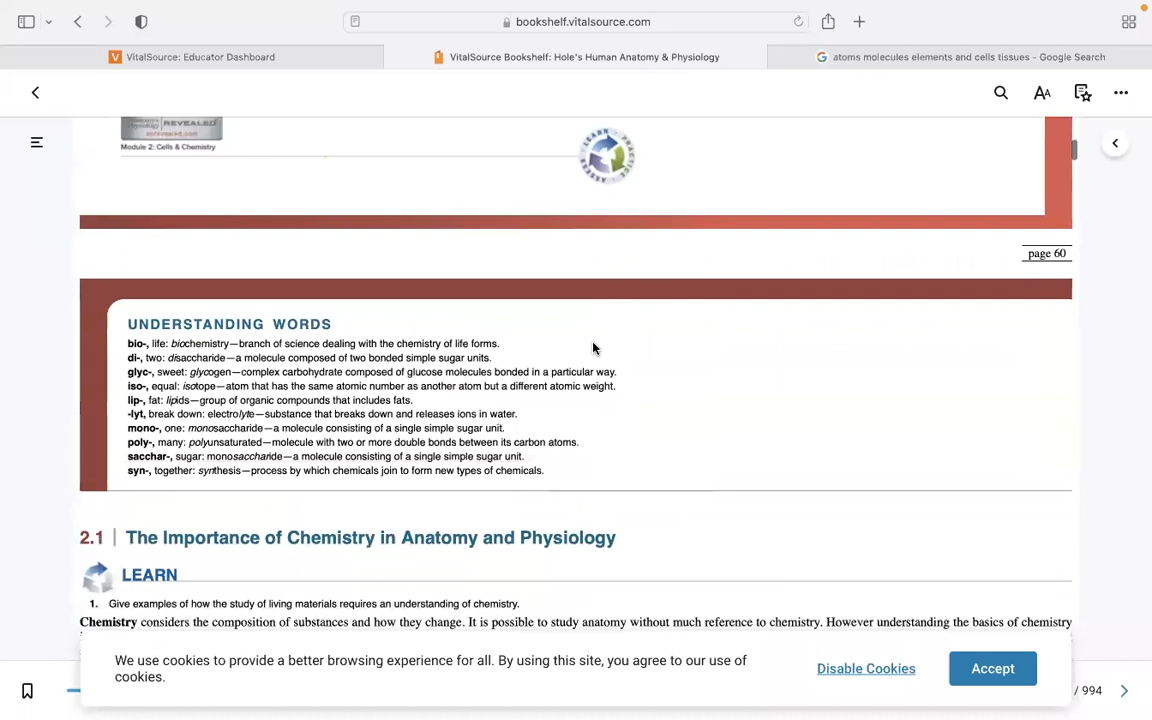 bookshelf.vitalsource.com
VitalSource: Educator Dashboard
VitalSource Bookshelf: Hole's Human Anatomy & Physiology
atoms molecules elements and cells tissues - Google Search
AA
REVEALED
Module 2: Cells & Chemistry
LEARN PRACTICE ASSESS
page 60
UNDERSTANDING WORDS
bio-, life: biochemistry—branch of science dealing with the chemistry of life forms.
di-, two: disaccharide—a molecule composed of two bonded simple sugar units.
glyc-, sweet: glycogen—complex carbohydrate composed of glucose molecules bonded in a particular way.
iso-, equal: isotope—atom that has the same atomic number as another atom but a different atomic weight.
lip-, fat: lipids—group of organic compounds that includes fats.
-lyt, break down: electrolyte—substance that breaks down and releases ions in water.
mono-, one: monosaccharide—a molecule consisting of a single simple sugar unit.
poly-, many: polyunsaturated—molecule with two or more double bonds between its carbon atoms.
sacchar-, sugar: monosaccharide—a molecule consisting of a single simple sugar unit.
syn-, together: synthesis—process by which chemicals join to form new types of chemicals.
2.1 | The Importance of Chemistry in Anatomy and Physiology
LEARN
1. Give examples of how the study of living materials requires an understanding of chemistry.
Chemistry considers the composition of substances and how they change. It is possible to study anatomy without much reference to chemistry. However understanding the basics of chemistry
We use cookies to provide a better browsing experience for all. By using this site, you agree to our use of
cookies.
Disable Cookies
Accept
/ 994